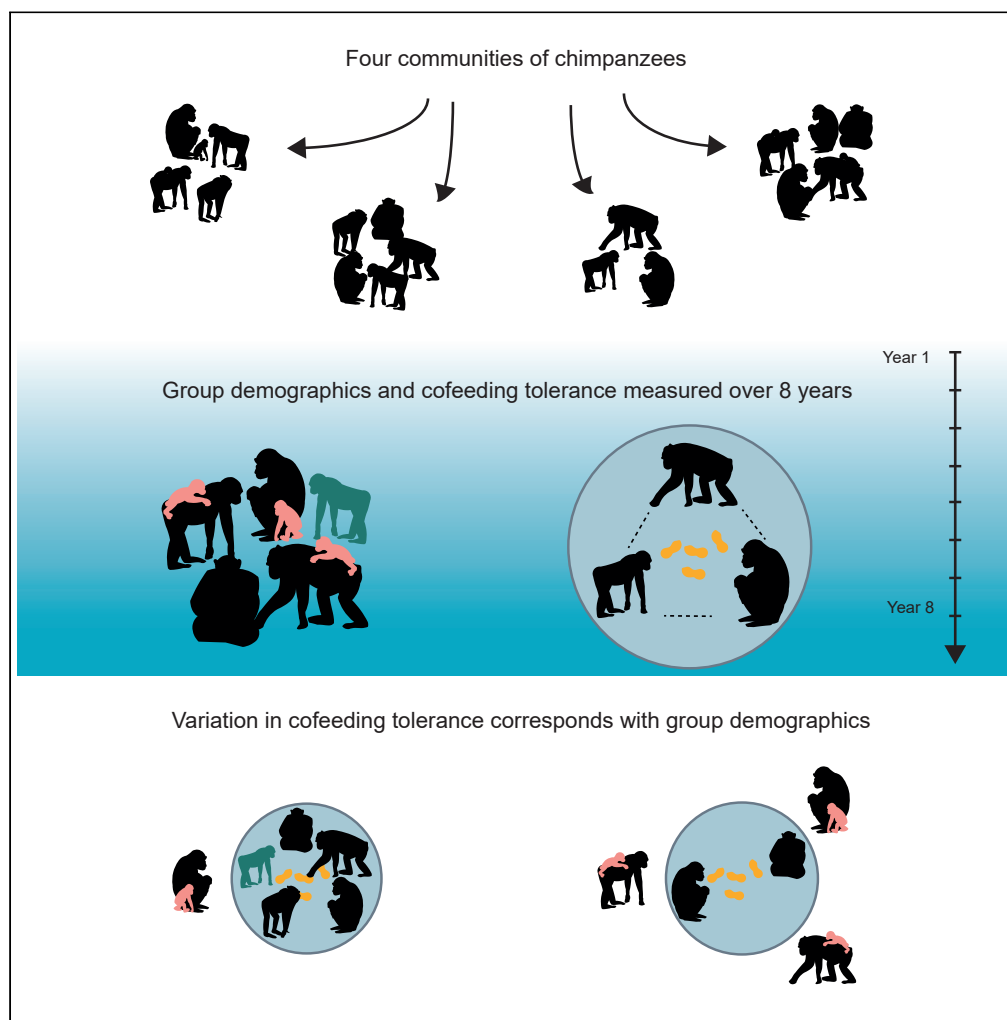 Four communities of chimpanzees
Year 1
Group demographics and cofeeding tolerance measured over 8 years
Year 8
Variation in cofeeding tolerance corresponds with group demographics